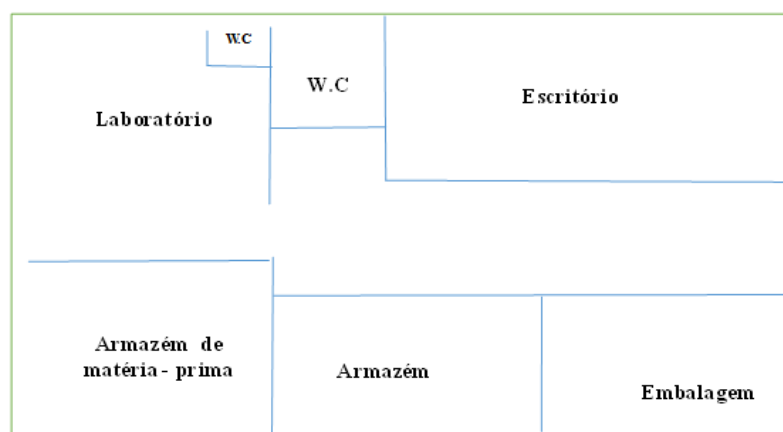 W.C
W.C
Escritório
Laboratório
Armazém de
matéria - prima
Armazém
Embalagem